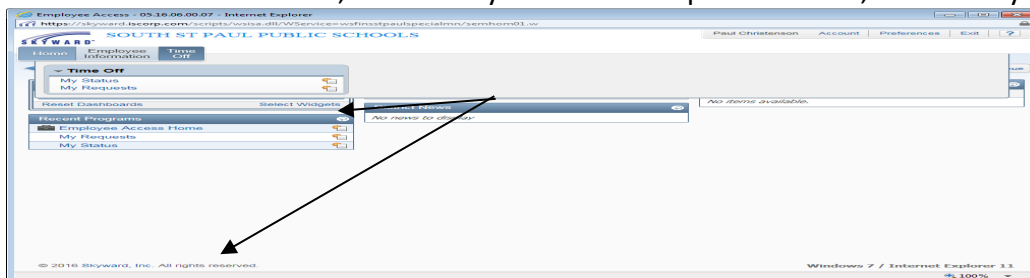 Employee Access - 05.16.06.00.07 - Internet Explorer
https://skyward.iscorp.com/scripts/wsisa.dll/WService=wsfinsstpaulspecialmn/semhom01.w
SKYWARD SOUTH ST PAUL PUBLIC SCHOOLS
Paul Christenson Account Preferences Exit ?
Home Employee Information Time Off
Time Off
My Status
My Requests
Reset Dashboards Select Widgets
District News
No items available.
Recent Programs
No news to display
Employee Access Home
My Requests
My Status
© 2016 Skyward, Inc. All rights reserved.
Windows 7 / Internet Explorer 11
100%